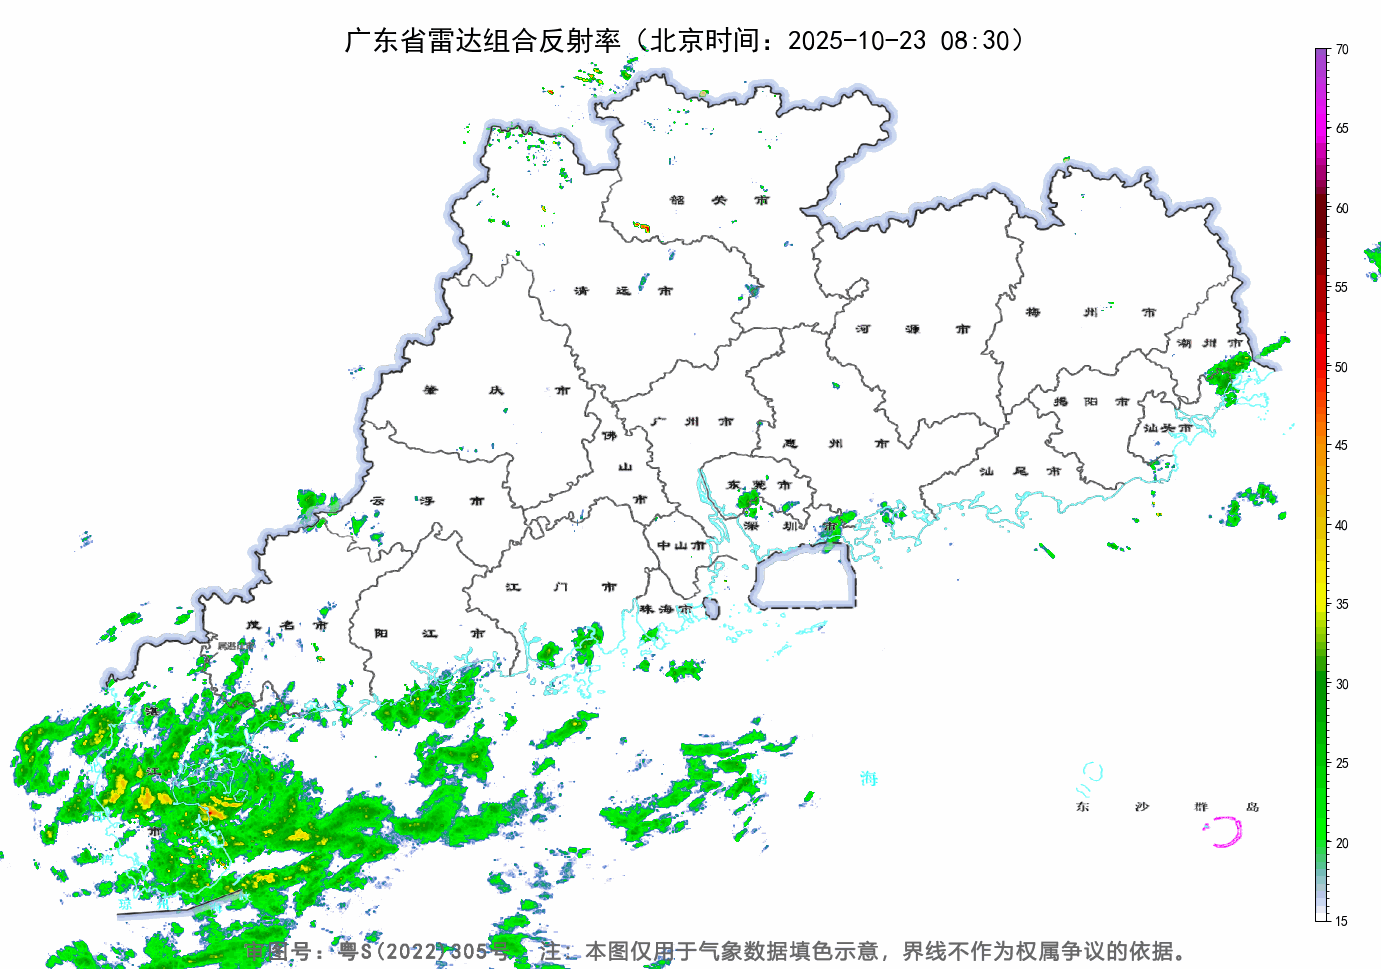 广东省雷达组合反射率（北京时间：2025-10-23 08:30）
70
65
60
55
50
45
40
35
30
25
20
15
韶关市
清远市
河源市
梅州市
潮州市
肇庆市
广州市
惠州市
揭阳市
汕头市
佛山市
汕尾市
云浮市
东莞市
深圳市
中山市
江门市
珠海市
茂名市
阳江市
湛江市
海
东沙群岛
审图号：粤S(2022)305号 注：本图仅用于气象数据填色示意，界线不作为权属争议的依据。